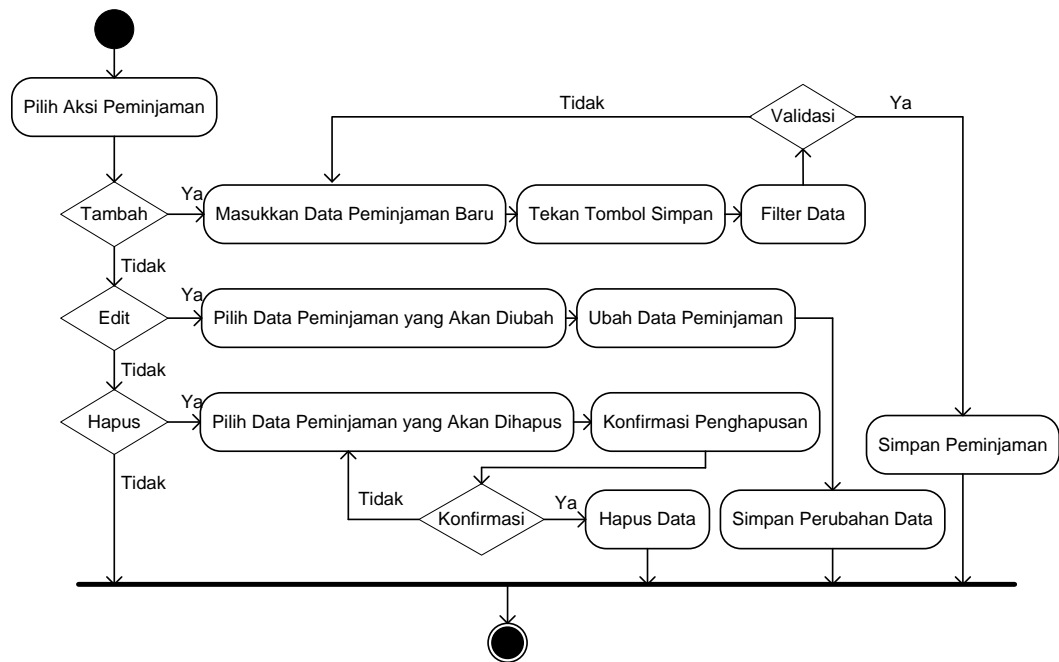 Pilih Aksi Peminjaman
Tidak
Validasi
Ya
Tambah
Ya
Masukkan Data Peminjaman Baru
Tekan Tombol Simpan
Filter Data
Tidak
Edit
Ya
Pilih Data Peminjaman yang Akan Diubah
Ubah Data Peminjaman
Tidak
Hapus
Ya
Pilih Data Peminjaman yang Akan Dihapus
Konfirmasi Penghapusan
Simpan Peminjaman
Tidak
Tidak
Konfirmasi
Ya
Hapus Data
Simpan Perubahan Data